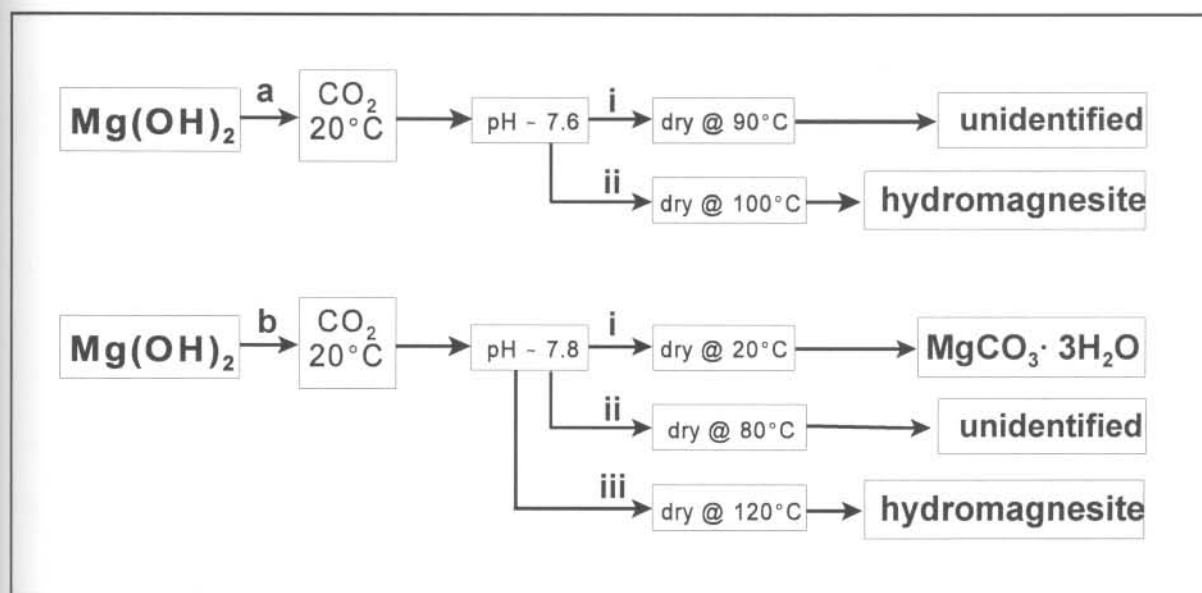 a
Mg(OH)₂
CO₂
20°C
pH - 7.6
i
dry @ 90°C
unidentified
ii
dry @ 100°C
hydromagnesite
b
Mg(OH)₂
CO₂
20°C
pH - 7.8
i
dry @ 20°C
MgCO₃· 3H₂O
ii
dry @ 80°C
unidentified
iii
dry @ 120°C
hydromagnesite